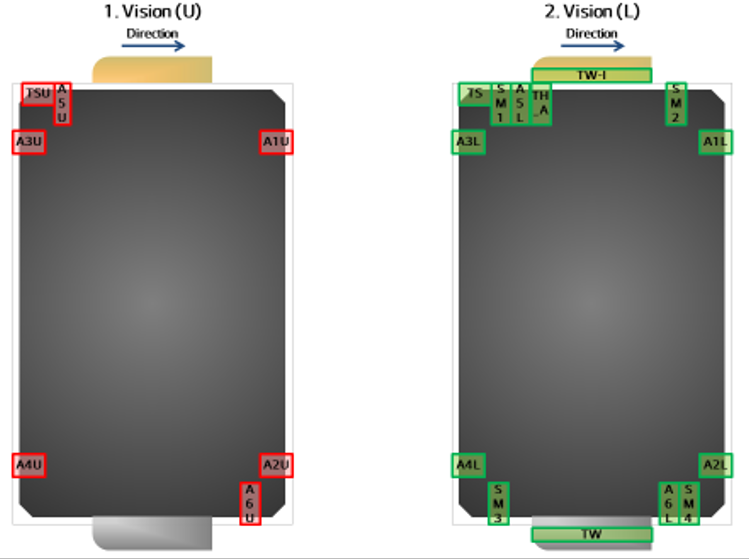 1. Vision (U)
Direction
TSU
A5U
A3U
A1U
A4U
A2U
A6U
2. Vision (L)
Direction
TW-I
TS
SM1
A5L
TH-A
SM2
A3L
A1L
A4L
A2L
SM3
A6L
SM4
TW